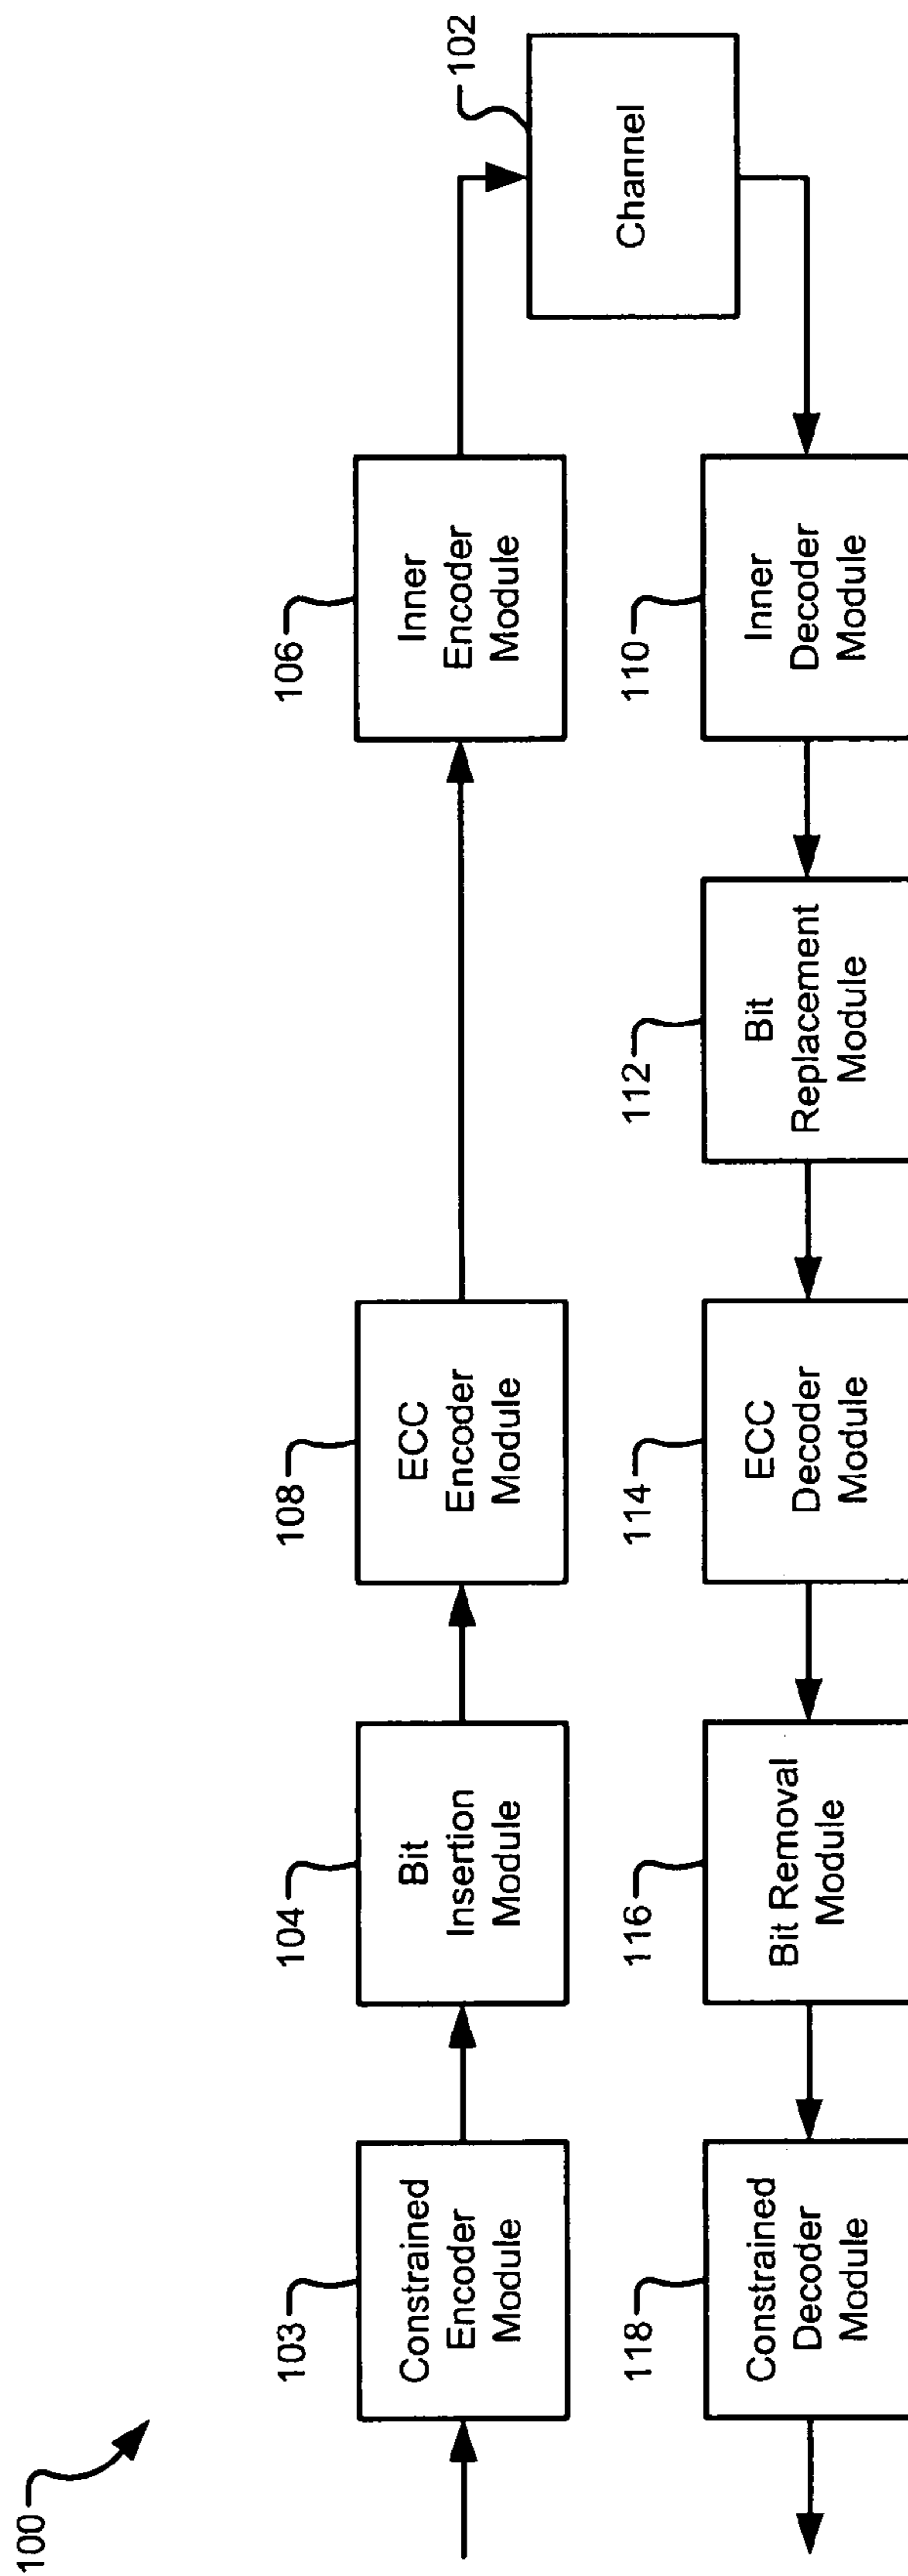 100
103
Constrained
Encoder
Module
104
Bit
Insertion
Module
108
ECC
Encoder
Module
106
Inner
Encoder
Module
102
Channel
118
Constrained
Decoder
Module
116
Bit Removal
Module
114
ECC
Decoder
Module
112
Bit
Replacement
Module
110
Inner
Decoder
Module